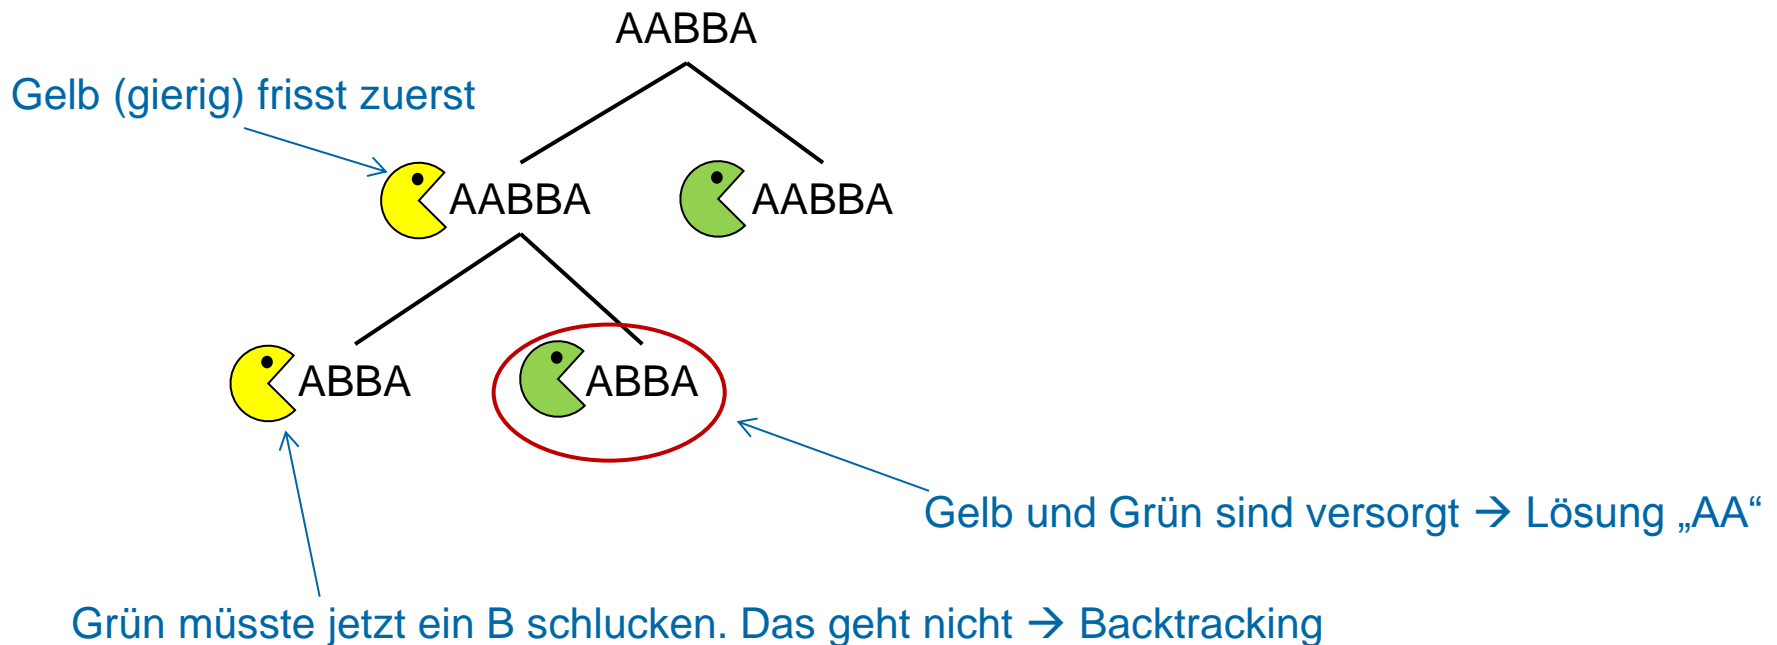 AABBA
Gelb (gierig) frisst zuerst
AABBA
AABBA
ABBA
ABBA
Gelb und Grün sind versorgt → Lösung „AA“
Grün müsste jetzt ein B schlucken. Das geht nicht → Backtracking